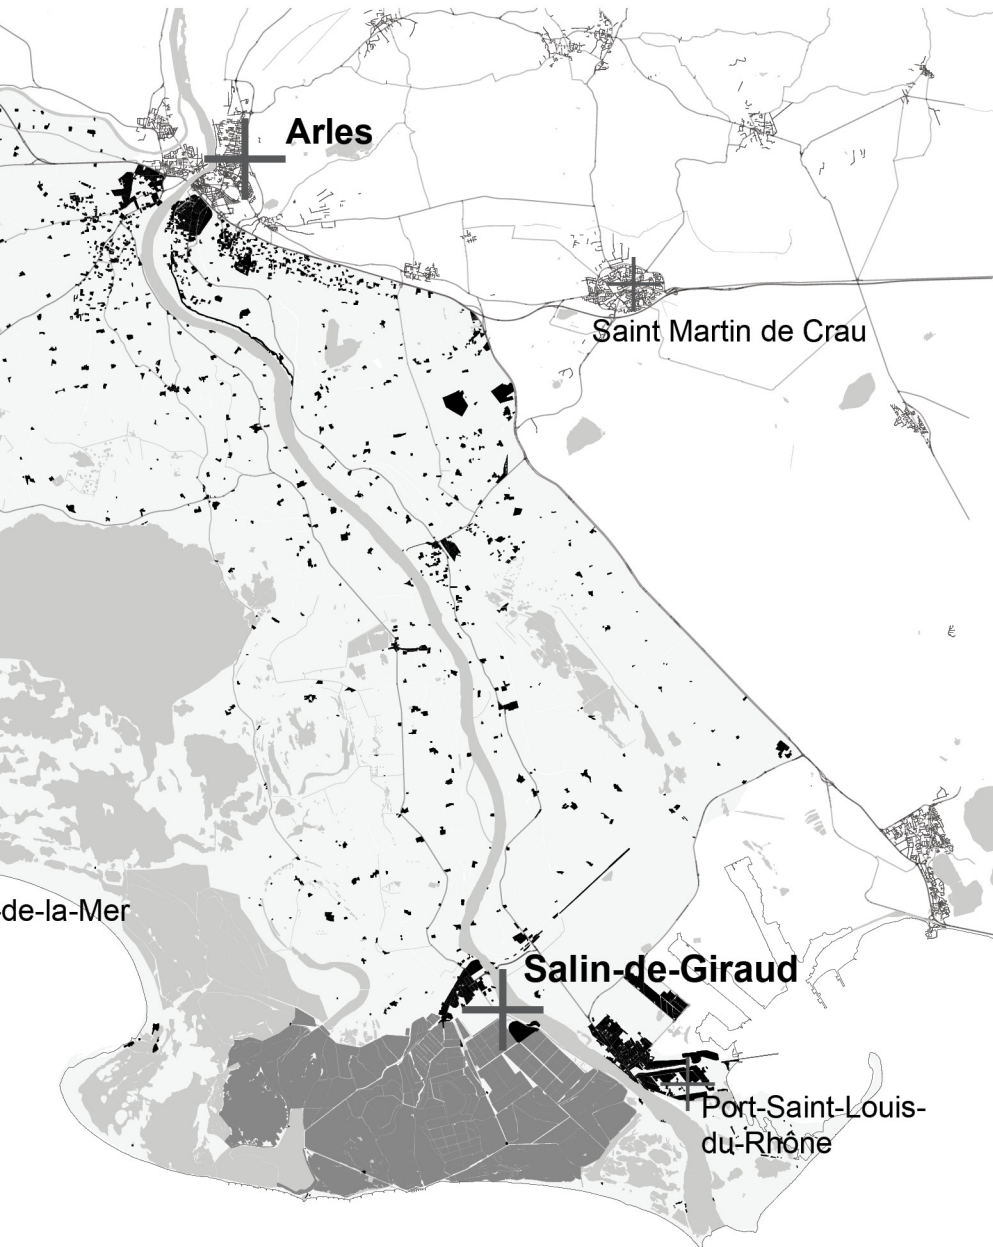 Arles
Saint Martin de Crau
-de-la-Mer
Salin-de-Giraud
Port-Saint-Louis-
du-Rhône